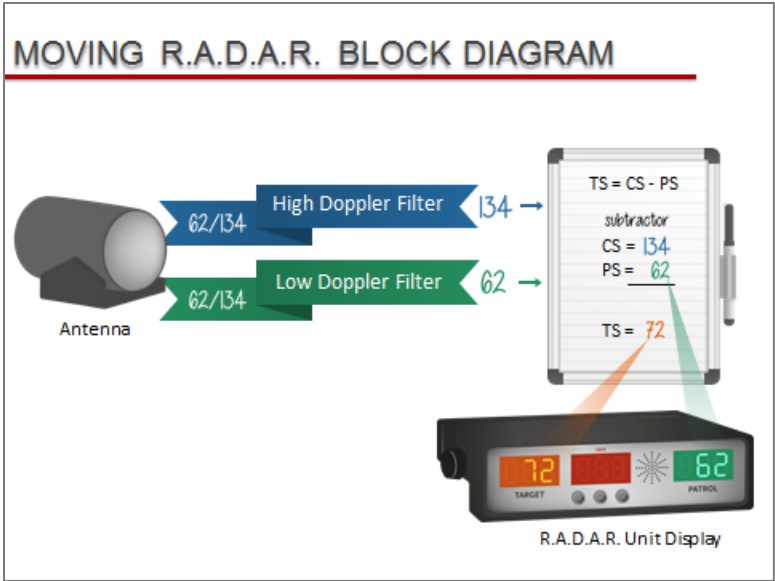 MOVING R.A.D.A.R. BLOCK DIAGRAM
62/134
High Doppler Filter
134
62/134
Low Doppler Filter
62
Antenna
TS = CS - PS
subtractor
CS = 134
PS = 62
TS = 72
72
62
TARGET
PATROL
R.A.D.A.R. Unit Display